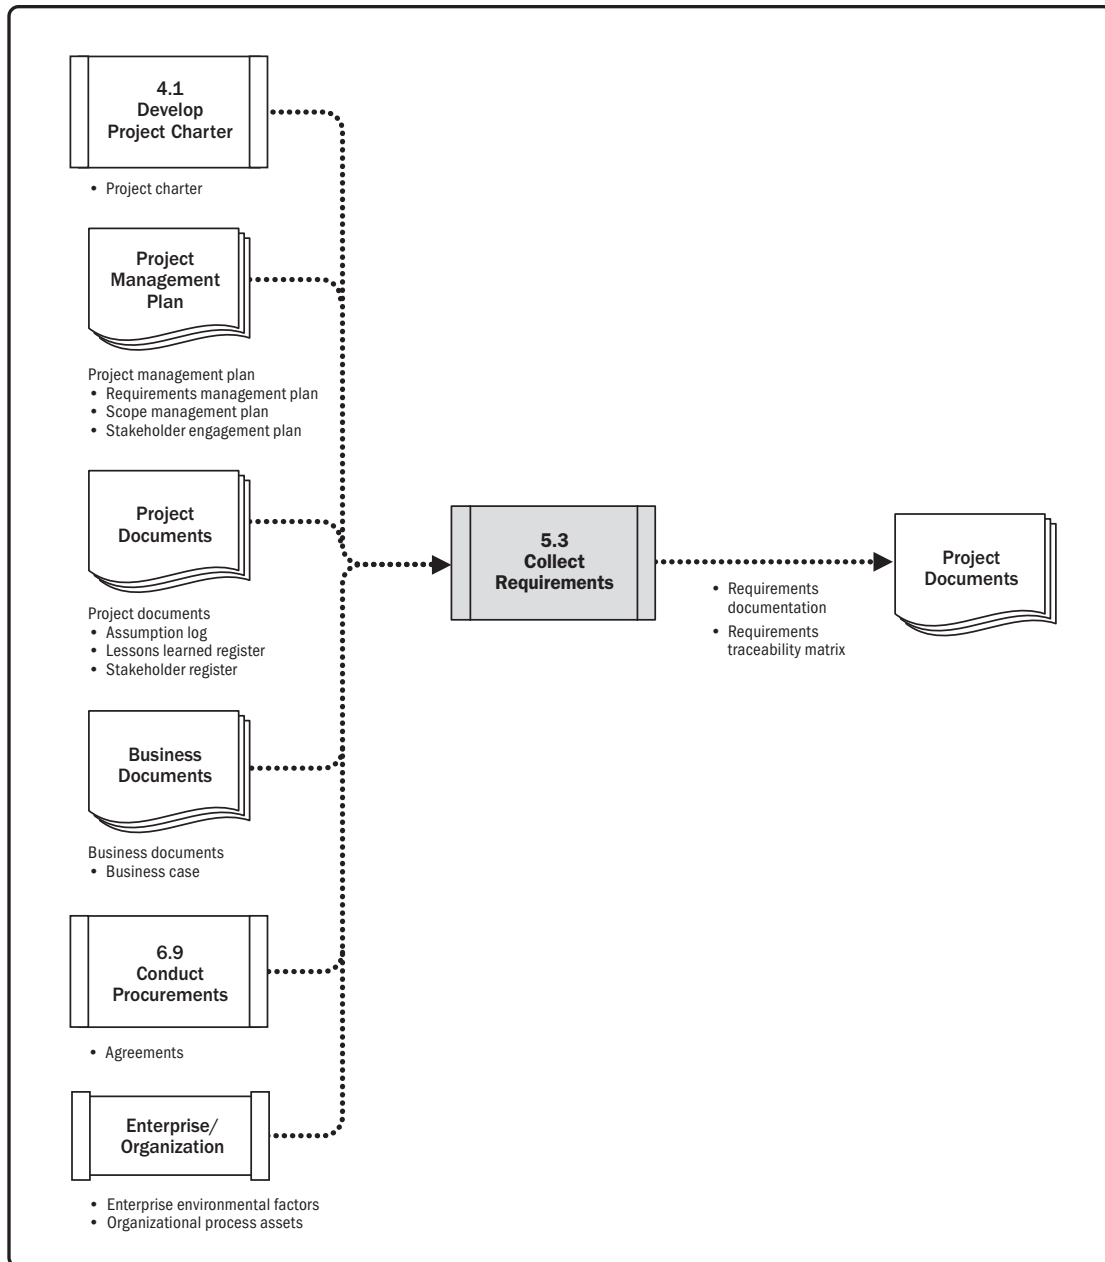 4.1
Develop
Project Charter
• Project charter
Project
Management
Plan
Project management plan
• Requirements management plan
• Scope management plan
• Stakeholder engagement plan
Project
Documents
Project documents
• Assumption log
• Lessons learned register
• Stakeholder register
Business
Documents
Business documents
• Business case
6.9
Conduct
Procurements
• Agreements
Enterprise/
Organization
• Enterprise environmental factors
• Organizational process assets
5.3
Collect
Requirements
• Requirements
documentation
• Requirements
traceability matrix
Project
Documents